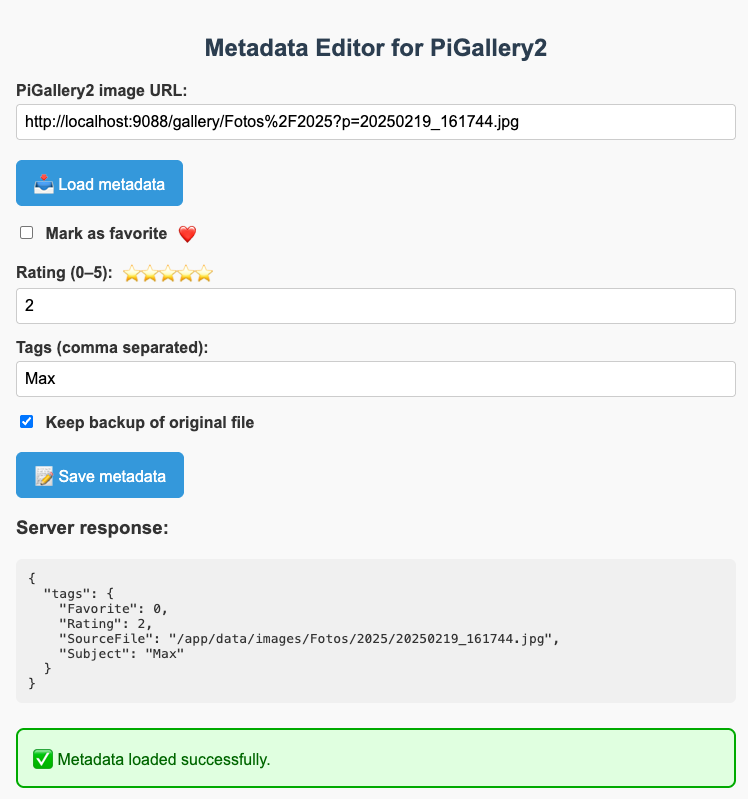 Metadata Editor for PiGallery2
PiGallery2 image URL:
http://localhost:9088/gallery/Fotos%2F2025?p=20250219_161744.jpg
📥 Load metadata
Mark as favorite ❤️
Rating (0–5): ⭐⭐⭐⭐⭐
2
Tags (comma separated):
Max
Keep backup of original file
📝 Save metadata
Server response:
{
  "tags": {
    "Favorite": 0,
    "Rating": 2,
    "SourceFile": "/app/data/images/Fotos/2025/20250219_161744.jpg",
    "Subject": "Max"
  }
}
✅ Metadata loaded successfully.